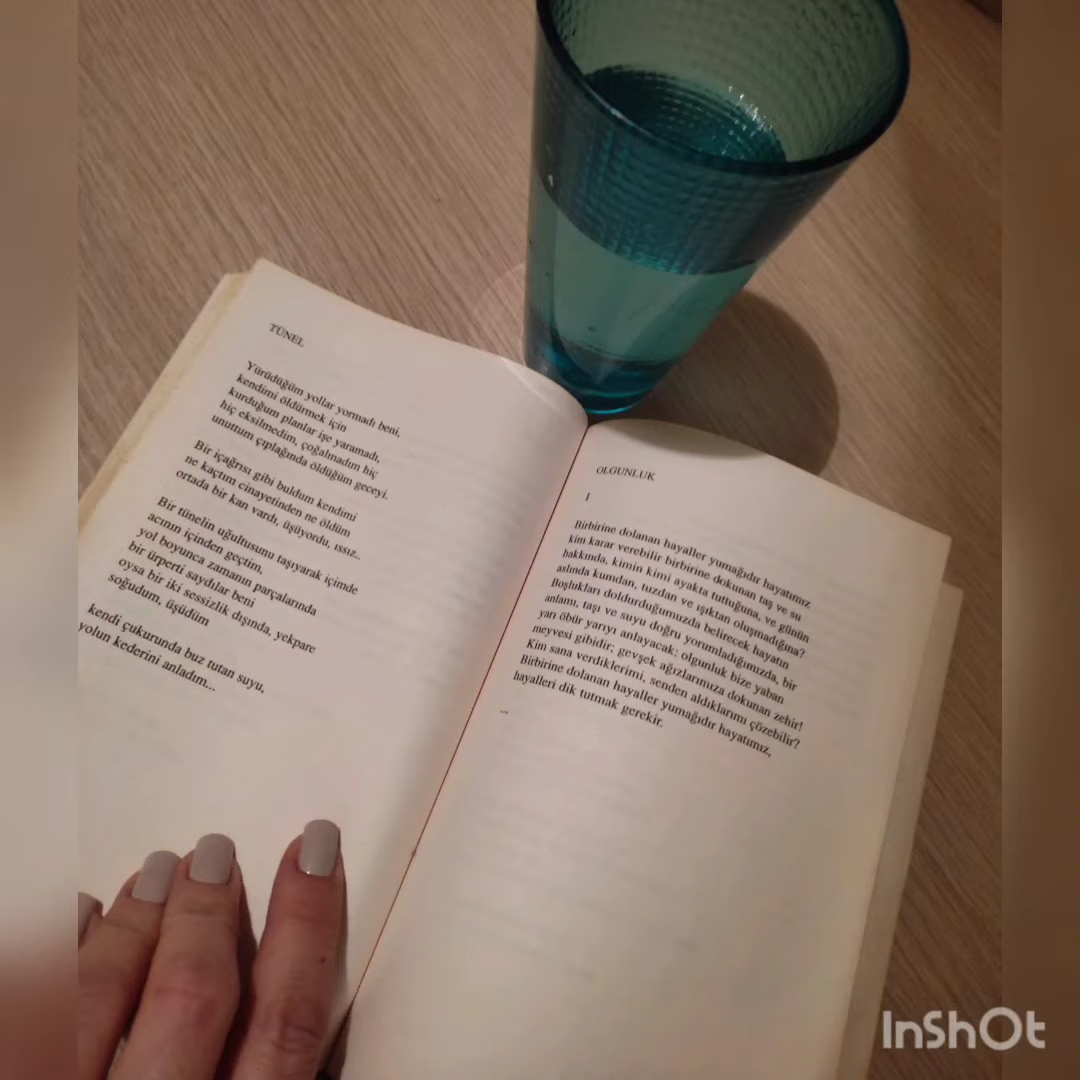 TÜNEL
Yürüdüğüm yollar yormadı beni,
kendimi öldürmek için
kurduğum planlar işe yaramadı,
hiç eksilmedim, çoğalmadım hiç
unuttum çıplağında öldüğüm geceyi.
Bir içağrısı gibi buldum kendimi
ne kaçtım cinayetinden ne öldüm
ortada bir kan vardı, üşüyordu, ıssız..
Bir tünelin uğultusunu taşıyarak içinde
acının içinden geçtim,
yol boyunca zamanın parçalarında
bir ürperti saydılar beni
oysa bir iki sessizlik dışında, yekpare
soğudum, üşüdüm
kendi çukurunda buz tutan suyu,
yolun kederini anladım...
OLGUNLUK
I
Birbirine dolanan hayaller yumağıdır hayatımız
kim karar verebilir birbirine dokunan taş ve su
hakkında, kimin kimi ayakta tuttuğuna, ve günün
aslında kumdan, tuzdan ve ışıktan oluşmadığına?
Boşlukları doldurduğumuzda belirecek hayatın
anlamı, taşı ve suyu doğru yorumladığımızda, bir
yarı öbür yarıyı anlayacak; olgunluk bize yaban
meyvesi gibidir; gevşek ağızlarımıza dokunan zehir!
Kim sana verdiklerimi, senden aldıklarımı çözebilir?
Birbirine dolanan hayaller yumağıdır hayatımız,
hayalleri dik tutmak gerekir.
...
InShOt